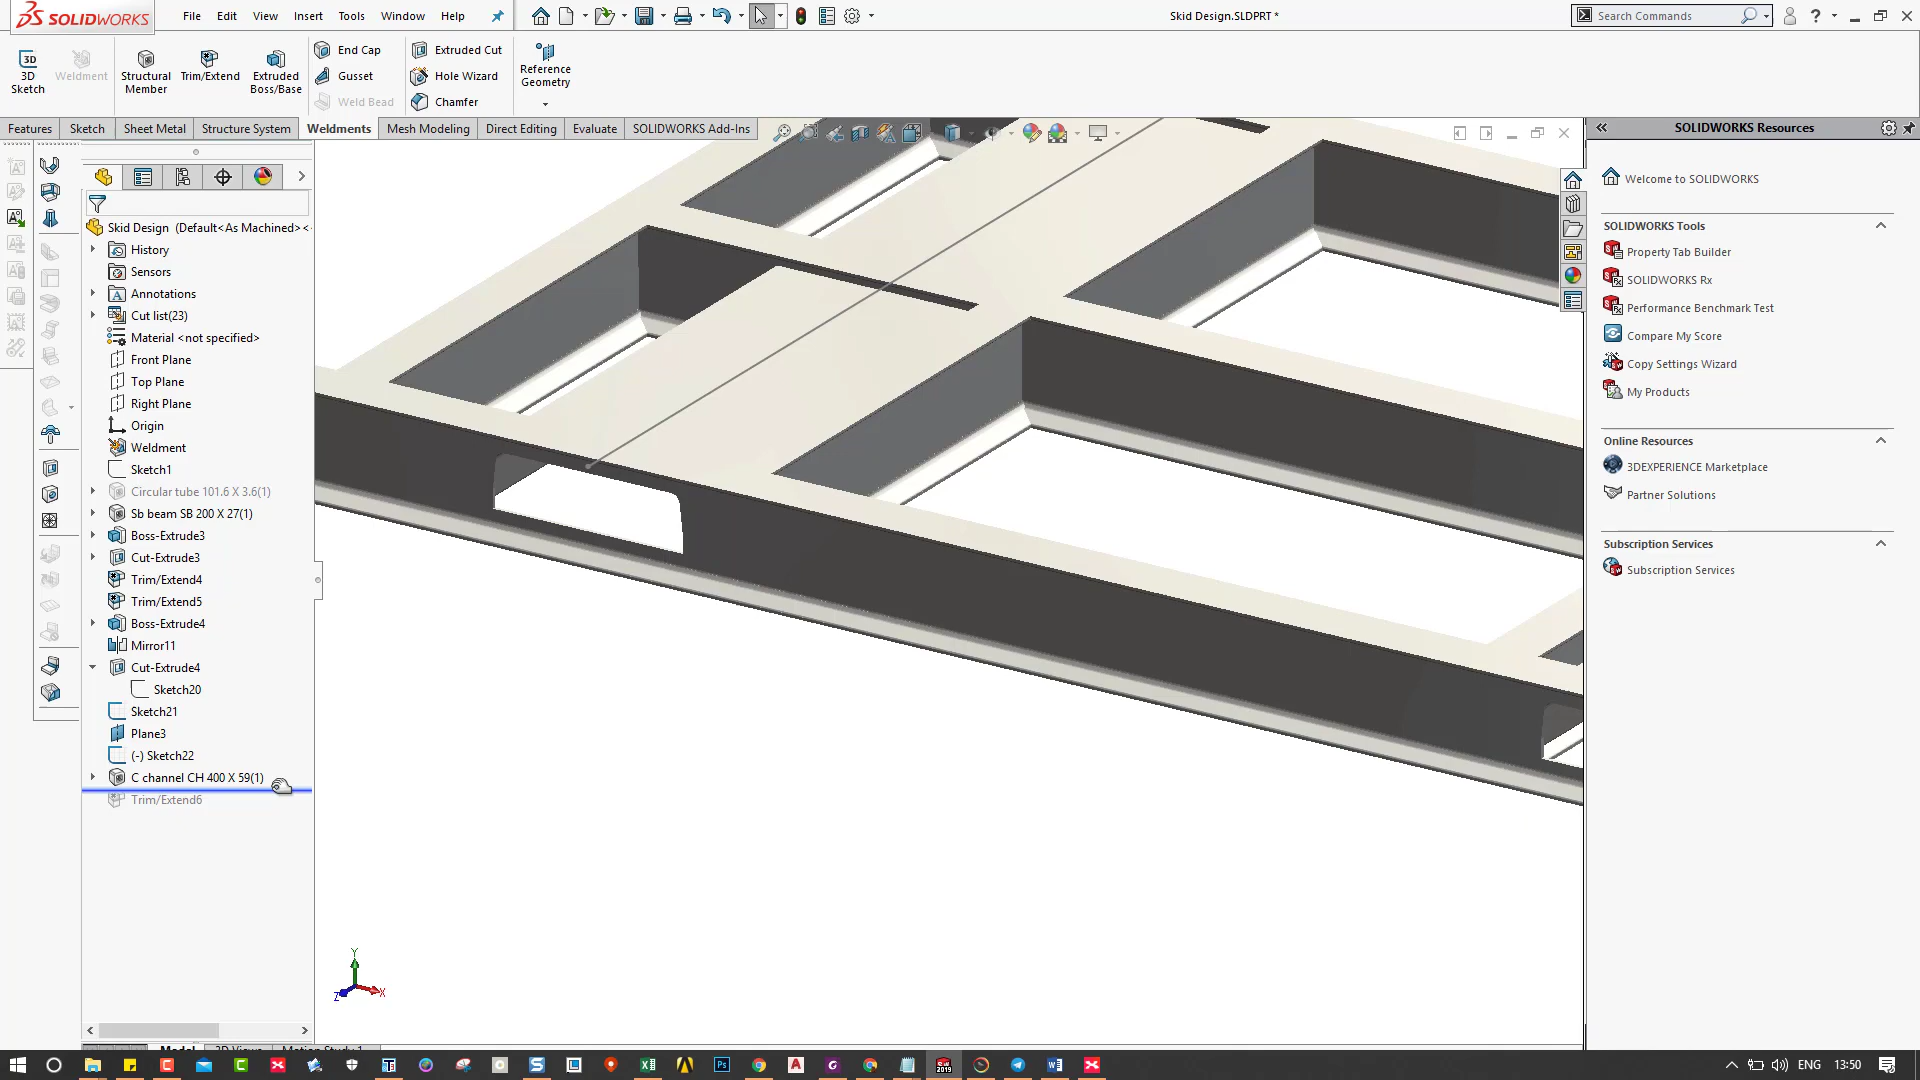 SOLIDWORKS
File Edit View Insert Tools Window Help
Skid Design.SLDPRT *
Search Commands
3D
Sketch
Weldment
Structural
Member
Trim/Extend
Extruded
Boss/Base
End Cap
Gusset
Weld Bead
Extruded Cut
Hole Wizard
Chamfer
Reference
Geometry
Features Sketch Sheet Metal Structure System Weldments Mesh Modeling Direct Editing Evaluate SOLIDWORKS Add-Ins
Skid Design (Default<As Machined><
History
Sensors
Annotations
Cut list(23)
Material <not specified>
Front Plane
Top Plane
Right Plane
Origin
Weldment
Sketch1
Circular tube 101.6 X 3.6(1)
Sb beam SB 200 X 27(1)
Boss-Extrude3
Cut-Extrude3
Trim/Extend4
Trim/Extend5
Boss-Extrude4
Mirror11
Cut-Extrude4
Sketch20
Sketch21
Plane3
(-) Sketch22
C channel CH 400 X 59(1)
Trim/Extend6
Y
Z
X
Model 3D Views Motion Study 1
SOLIDWORKS Resources
Welcome to SOLIDWORKS
SOLIDWORKS Tools
Property Tab Builder
SOLIDWORKS Rx
Performance Benchmark Test
Compare My Score
Copy Settings Wizard
My Products
Online Resources
3DEXPERIENCE Marketplace
Partner Solutions
Subscription Services
Subscription Services
ENG 13:50